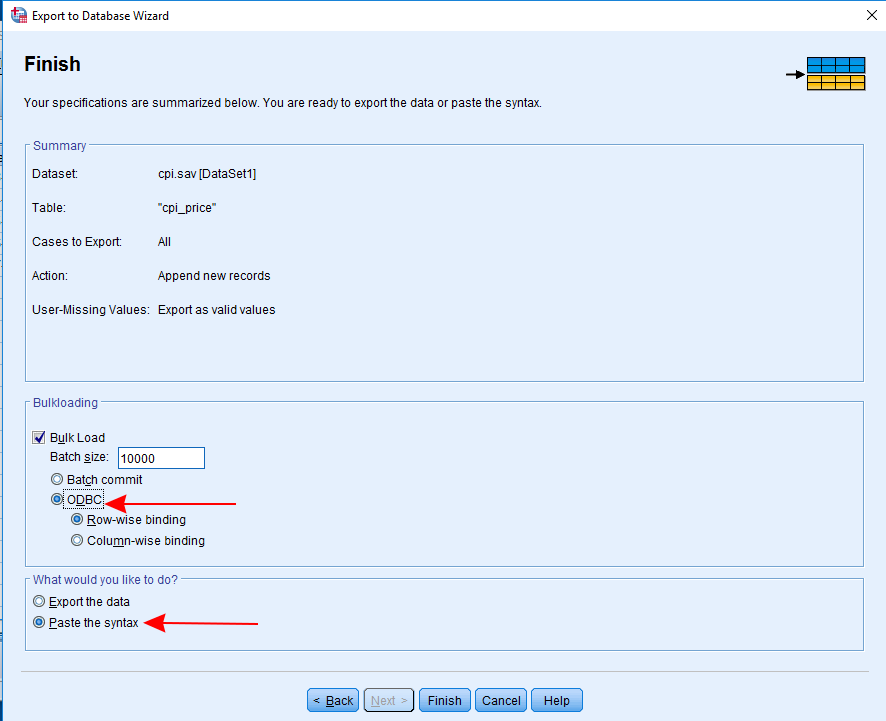 Export to Database Wizard
Finish
Your specifications are summarized below. You are ready to export the data or paste the syntax.
Summary
Dataset: cpi.sav [DataSet1]
Table: "cpi_price"
Cases to Export: All
Action: Append new records
User-Missing Values: Export as valid values
Bulkloading
Bulk Load
Batch size: 10000
Batch commit
ODBC
Row-wise binding
Column-wise binding
What would you like to do?
Export the data
Paste the syntax
< Back Next > Finish Cancel Help